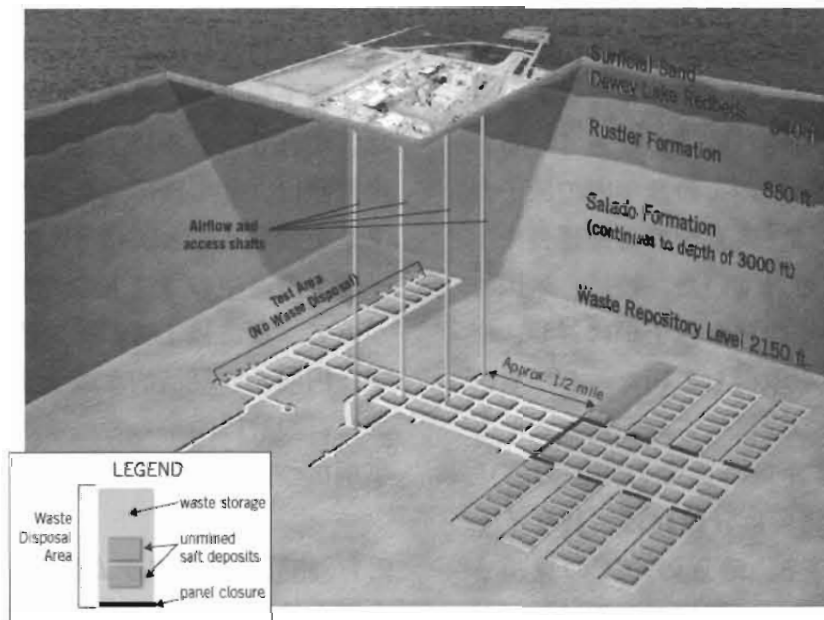 Surficial Sand
Dewey Lake Redbeds
540 ft
Rustler Formation
850 ft.
Salado Formation
(continues to depth of 3000 ft)
Waste Repository Level 2150 ft.
Airflow and
access shafts
Test Area
(No Waste Disposal)
Approx. 1/2 mile
LEGEND
waste storage
Waste
Disposal
Area
unmined
salt deposits
panel closure